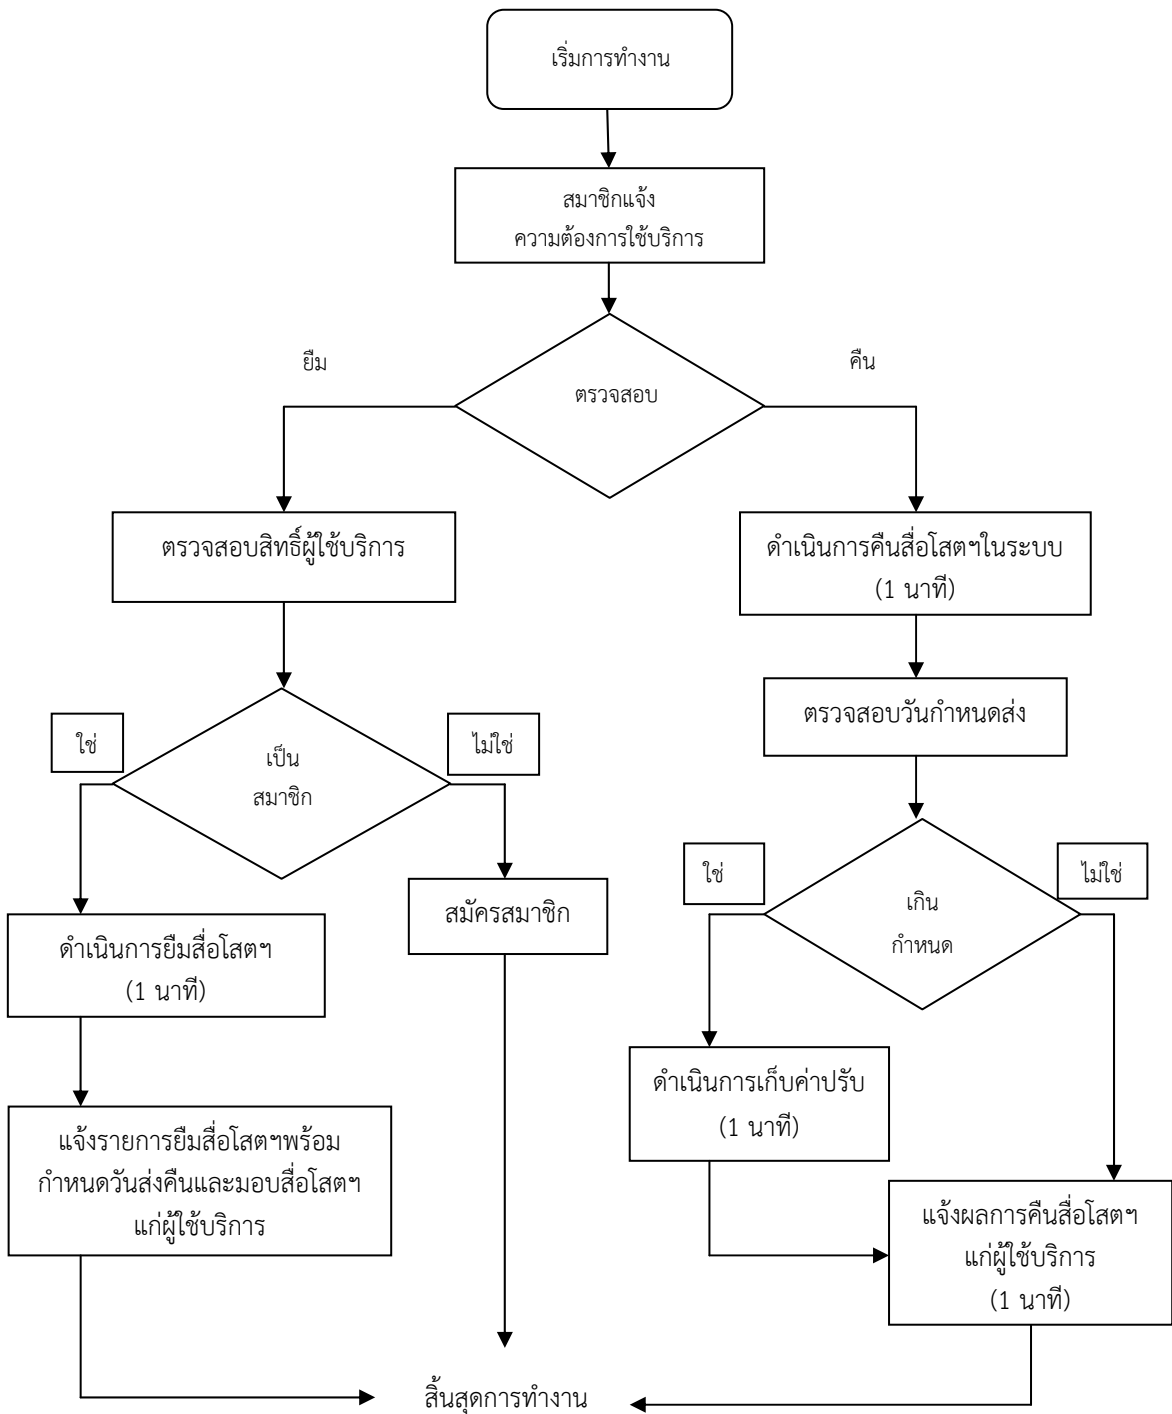 เริ่มการทำงาน
สมาชิกแจ้ง
ความต้องการใช้บริการ
ยืม
คืน
ตรวจสอบ
ตรวจสอบสิทธิ์ผู้ใช้บริการ
ดำเนินการคืนสื่อโสตฯในระบบ
(1 นาที)
ตรวจสอบวันกำหนดส่ง
ใช่
ไม่ใช่
เป็น
สมาชิก
ใช่
ไม่ใช่
เกิน
กำหนด
สมัครสมาชิก
ดำเนินการยืมสื่อโสตฯ
(1 นาที)
ดำเนินการเก็บค่าปรับ
(1 นาที)
แจ้งรายการยืมสื่อโสตฯพร้อม
กำหนดวันส่งคืนและมอบสื่อโสตฯ
แก่ผู้ใช้บริการ
แจ้งผลการคืนสื่อโสตฯ
แก่ผู้ใช้บริการ
(1 นาที)
สิ้นสุดการทำงาน